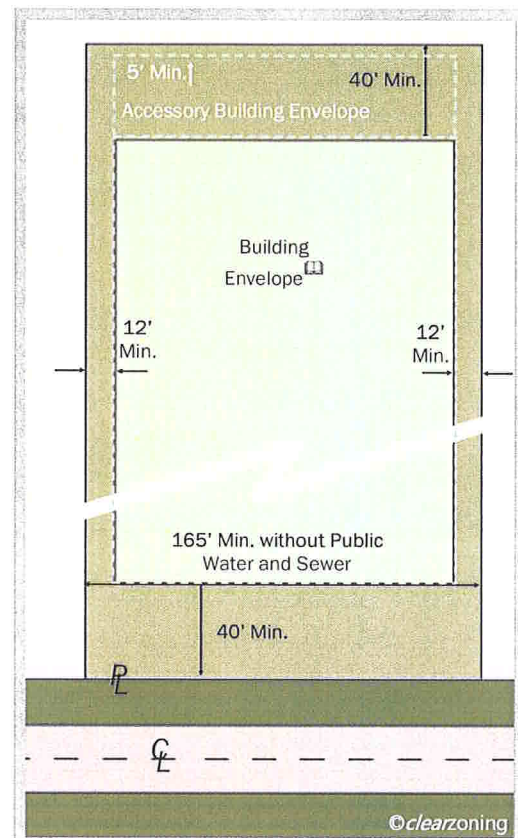 5' Min.
40' Min.
Accessory Building Envelope
Building
Envelope
12'
Min.
12'
Min.
165' Min. without Public
Water and Sewer
40' Min.
PL
CL
©clearzoning